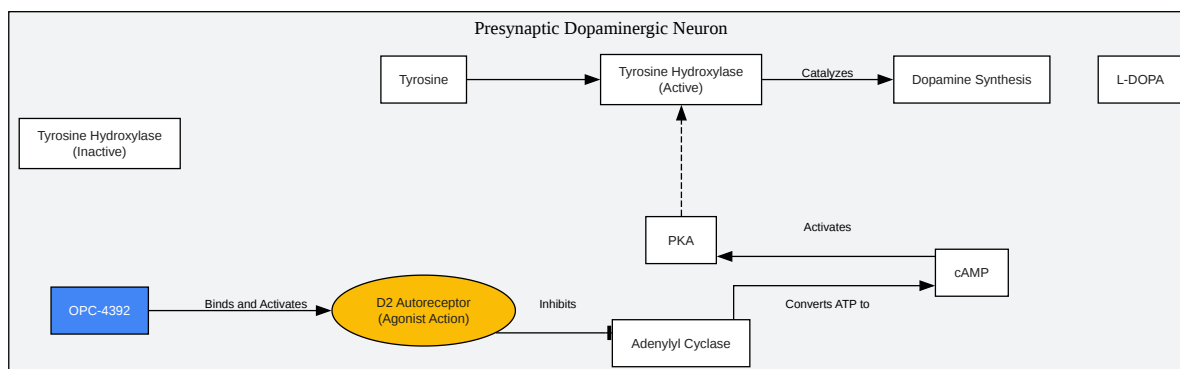 Presynaptic Dopaminergic Neuron
Tyrosine
Tyrosine Hydroxylase
(Active)
Catalyzes
Dopamine Synthesis
L-DOPA
Tyrosine Hydroxylase
(Inactive)
PKA
Activates
cAMP
OPC-4392
Binds and Activates
D2 Autoreceptor
(Agonist Action)
Inhibits
Adenylyl Cyclase
Converts ATP to